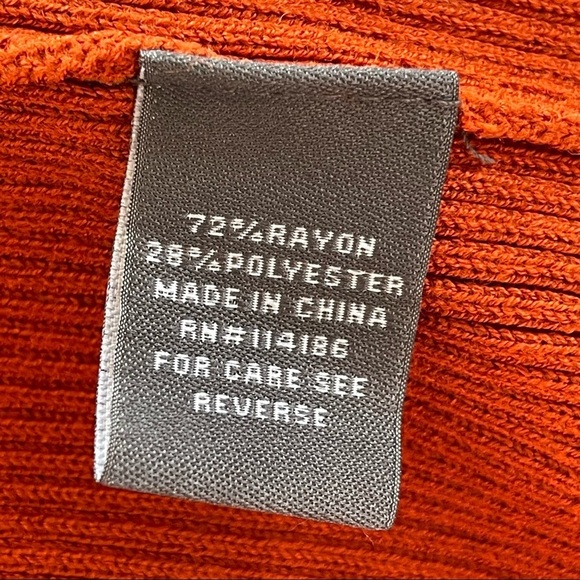 72%RAYON
28%POLYESTER
MADE IN CHINA
RN#114186
FOR CARE SEE
REVERSE